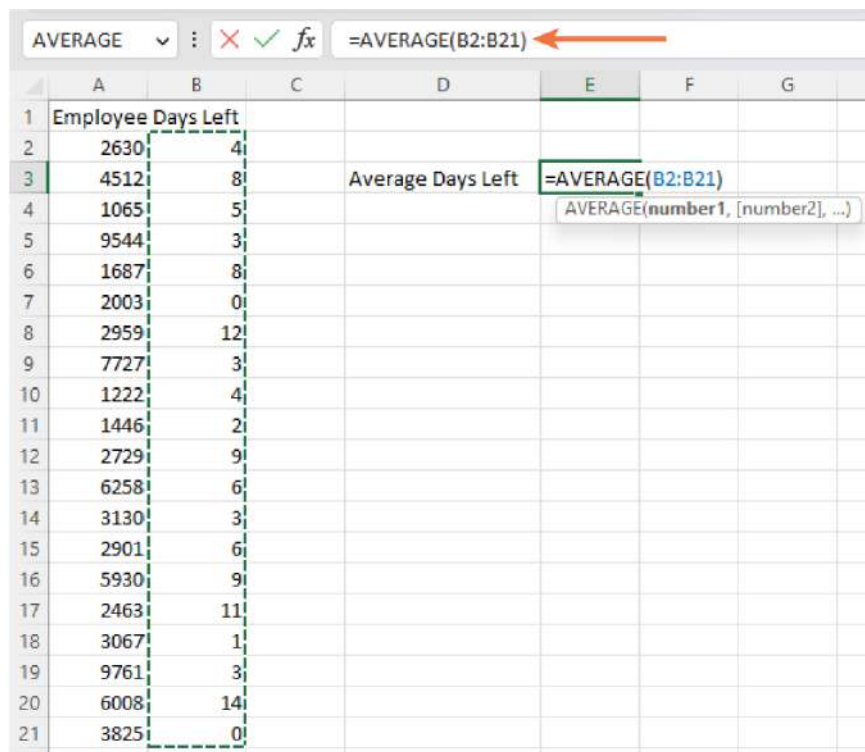 AVERAGE fx =AVERAGE(B2:B21)
A B C D E F G
1 Employee Days Left
2 2630 4
3 4512 8 Average Days Left =AVERAGE(B2:B21)
4 1065 5 AVERAGE(number1, [number2], ...)
5 9544 3
6 1687 8
7 2003 0
8 2959 12
9 7727 3
10 1222 4
11 1446 2
12 2729 9
13 6258 6
14 3130 3
15 2901 6
16 5930 9
17 2463 11
18 3067 1
19 9761 3
20 6008 14
21 3825 0